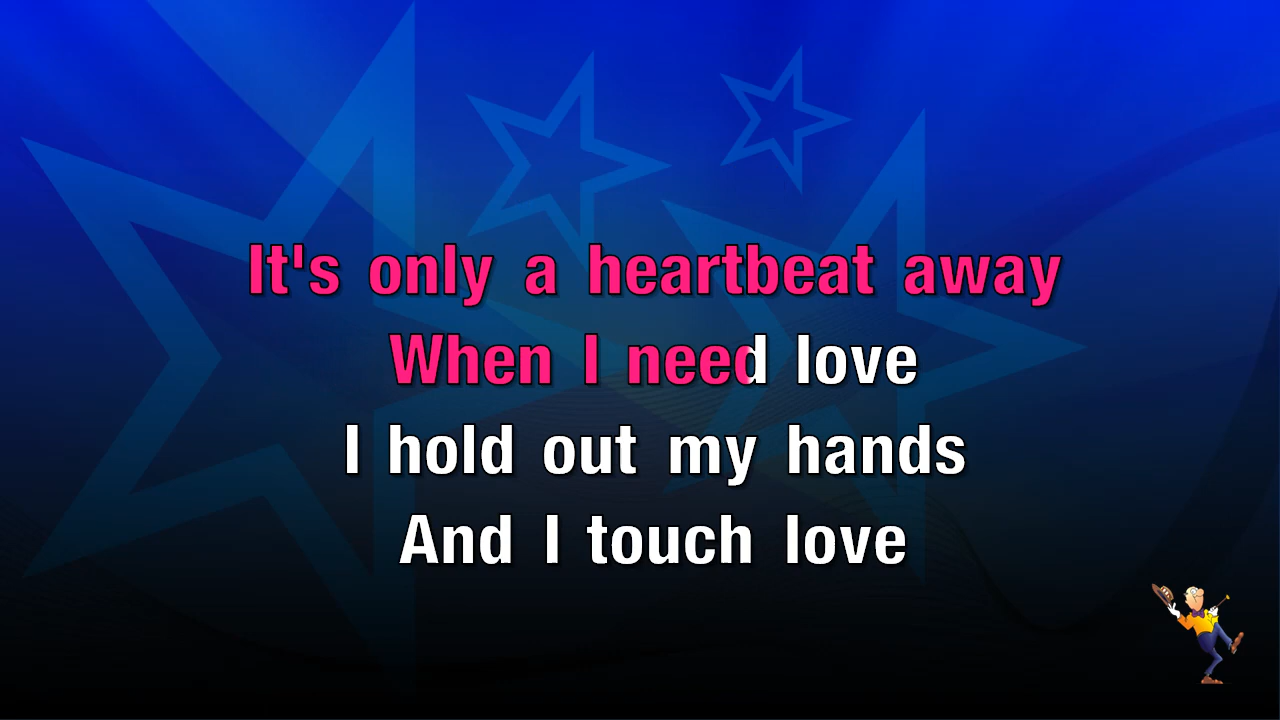 It's only a heartbeat away
When I need love
I hold out my hands
And I touch love